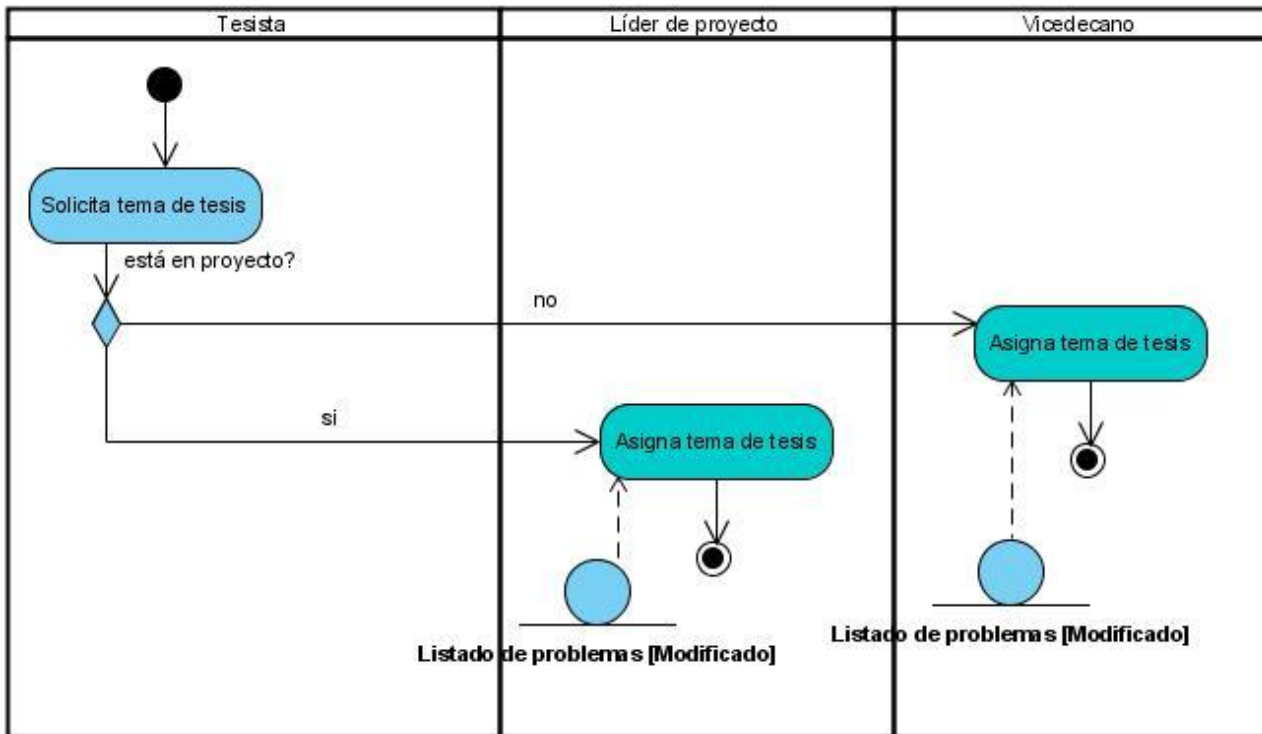 Tesista
Líder de proyecto
Vicedecano
Solicita tema de tesis
está en proyecto?
no
Asigna tema de tesis
si
Asigna tema de tesis
Listado de problemas [Modificado]
Listado de problemas [Modificado]